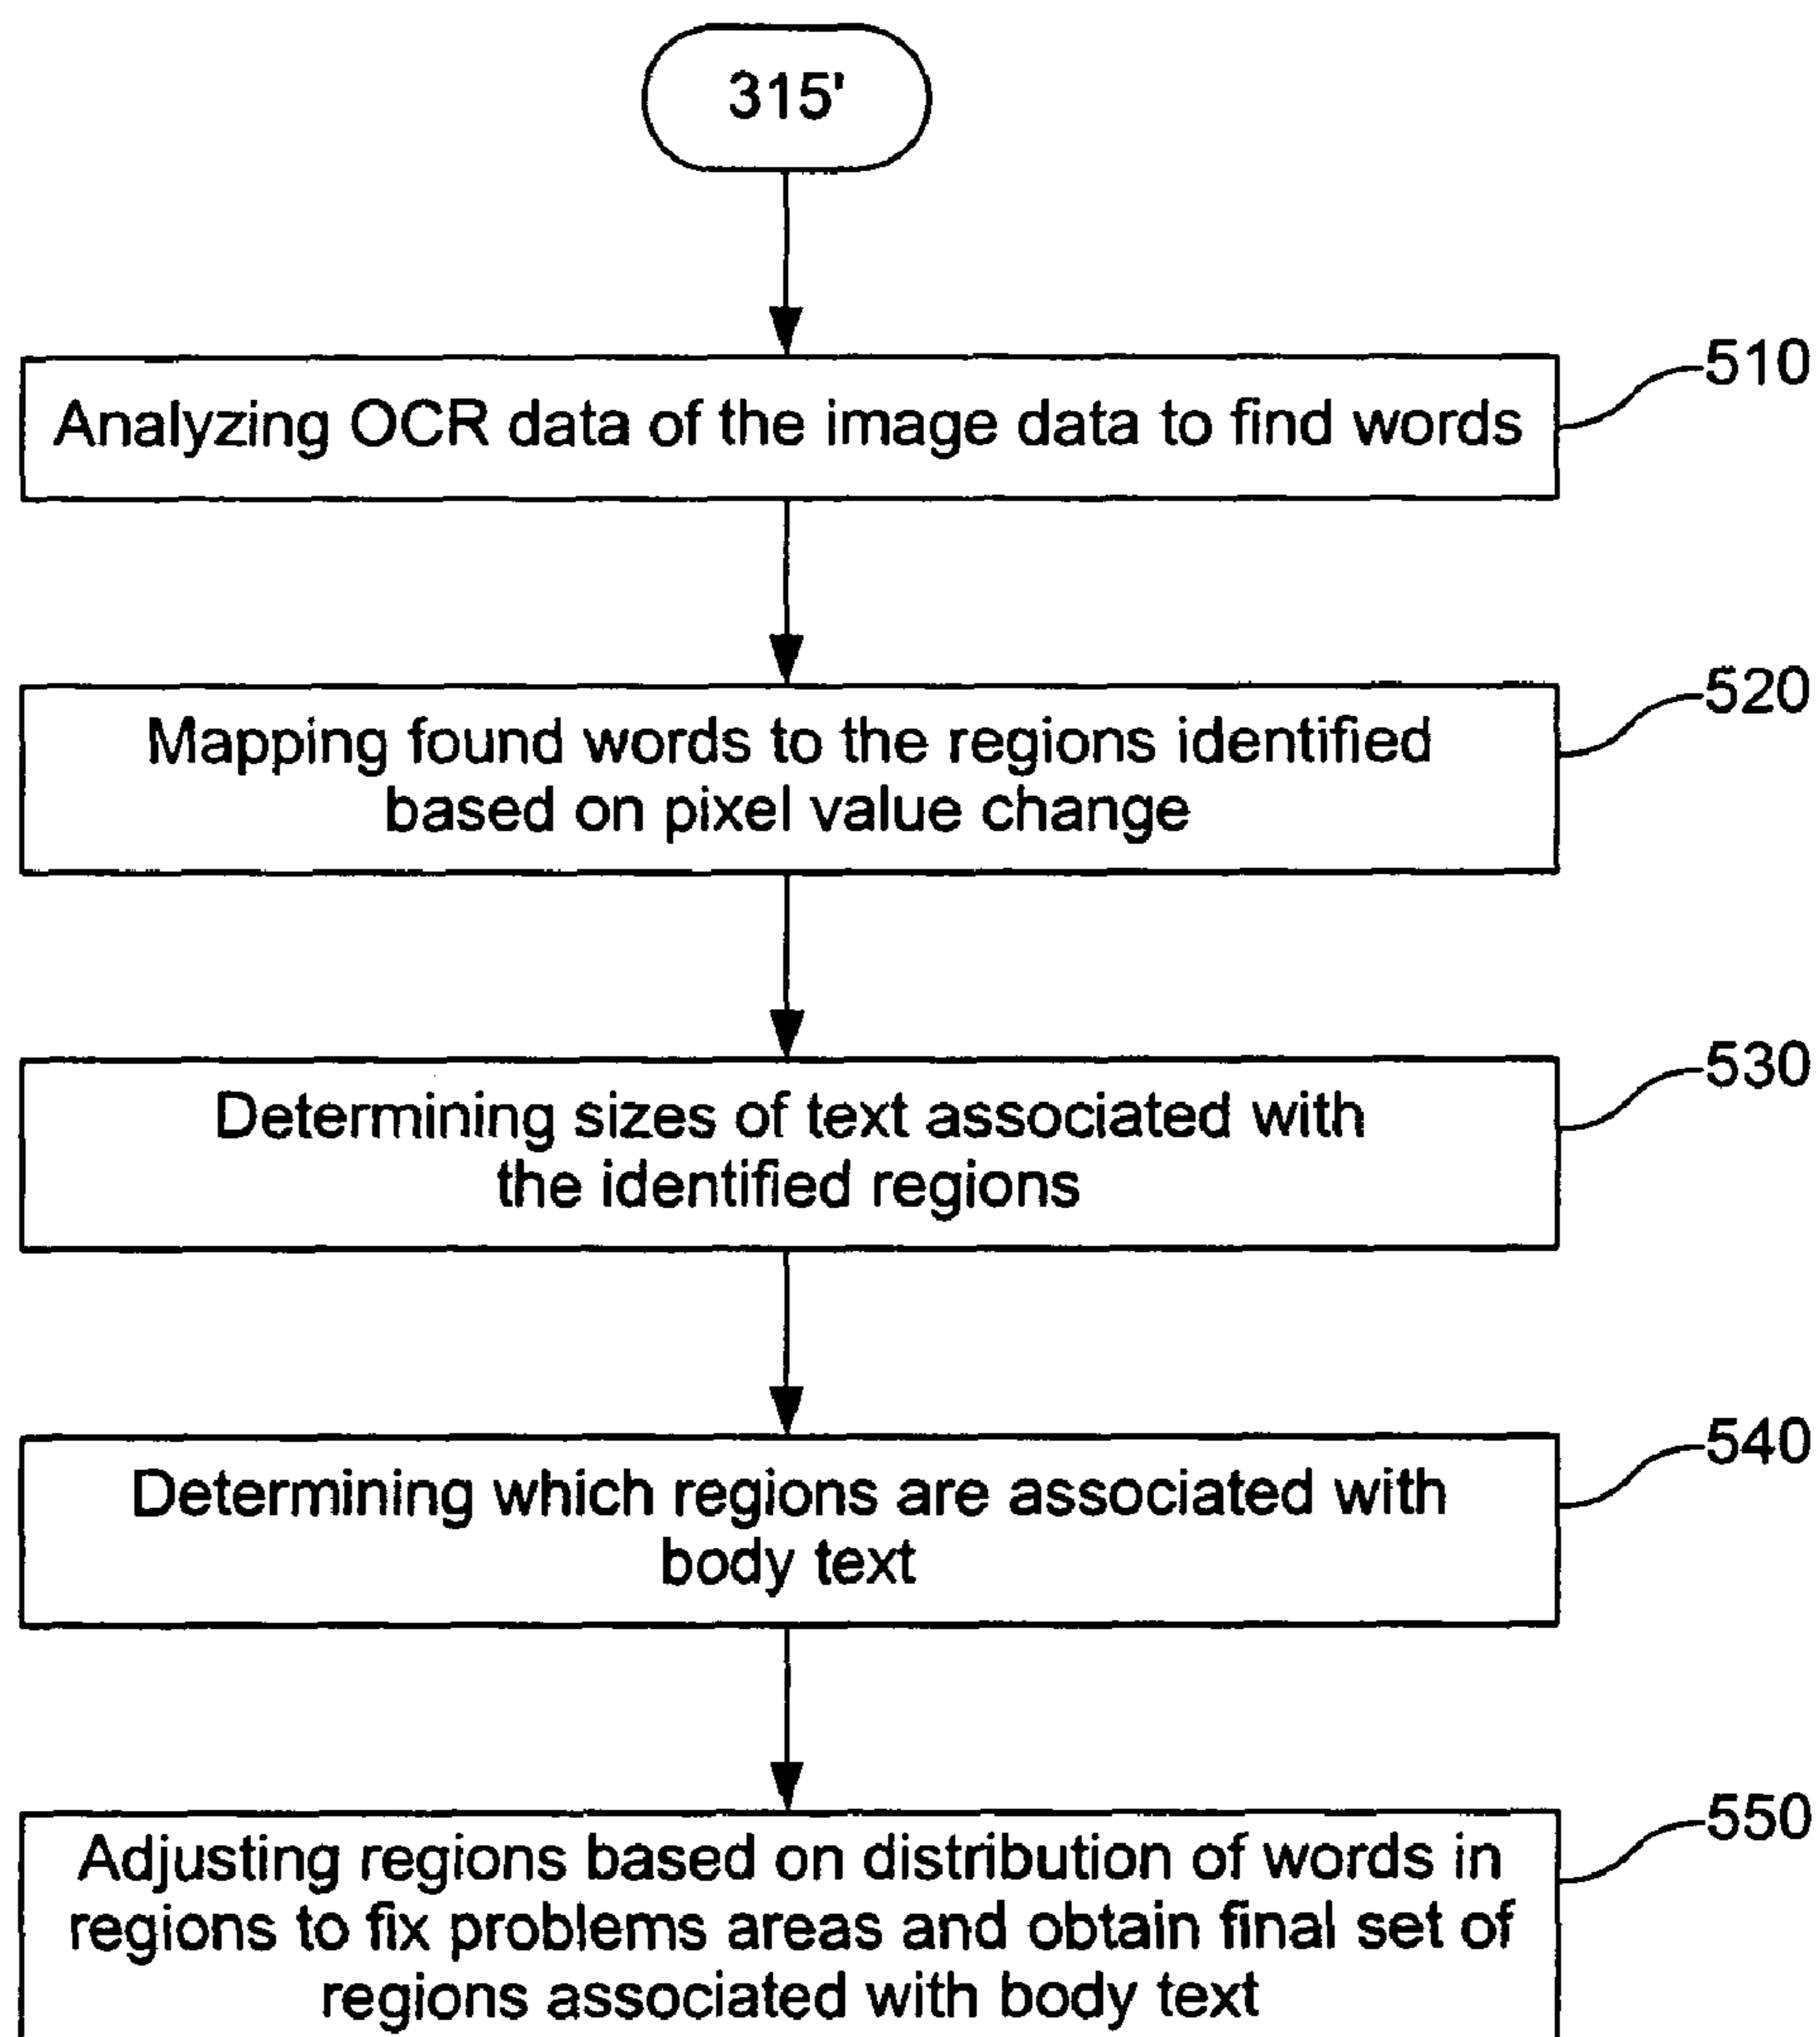 315'
510
Analyzing OCR data of the image data to find words
520
Mapping found words to the regions identified
based on pixel value change
530
Determining sizes of text associated with
the identified regions
540
Determining which regions are associated with
body text
550
Adjusting regions based on distribution of words in
regions to fix problems areas and obtain final set of
regions associated with body text